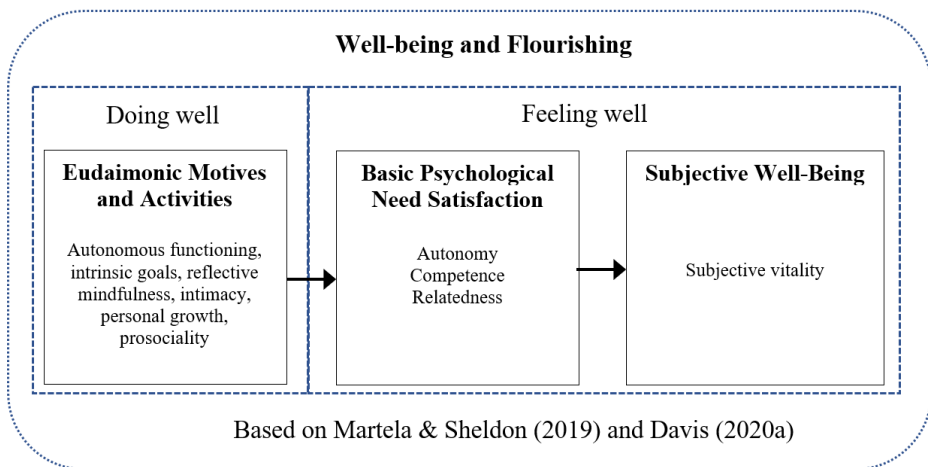 Well-being and Flourishing
Doing well
Feeling well
Eudaimonic Motives
and Activities
Autonomous functioning,
intrinsic goals, reflective
mindfulness, intimacy,
personal growth,
prosociality
Basic Psychological
Need Satisfaction
Autonomy
Competence
Relatedness
Subjective Well-Being
Subjective vitality
Based on Martela & Sheldon (2019) and Davis (2020a)